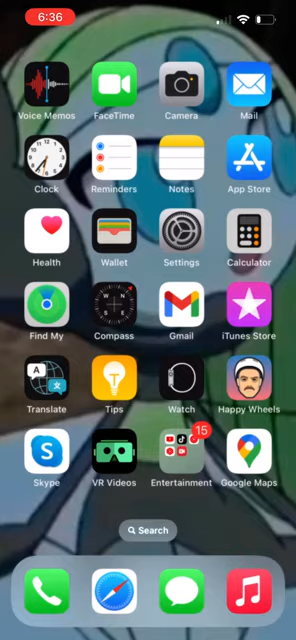 6:36
Voice Memos FaceTime Camera Mail
Clock Reminders Notes App Store
Health Wallet Settings Calculator
N
W E
S
Find My Compass Gmail iTunes Store
A
文
Translate Tips Watch Happy Wheels
S
15
Skype VR Videos Entertainment Google Maps
Search